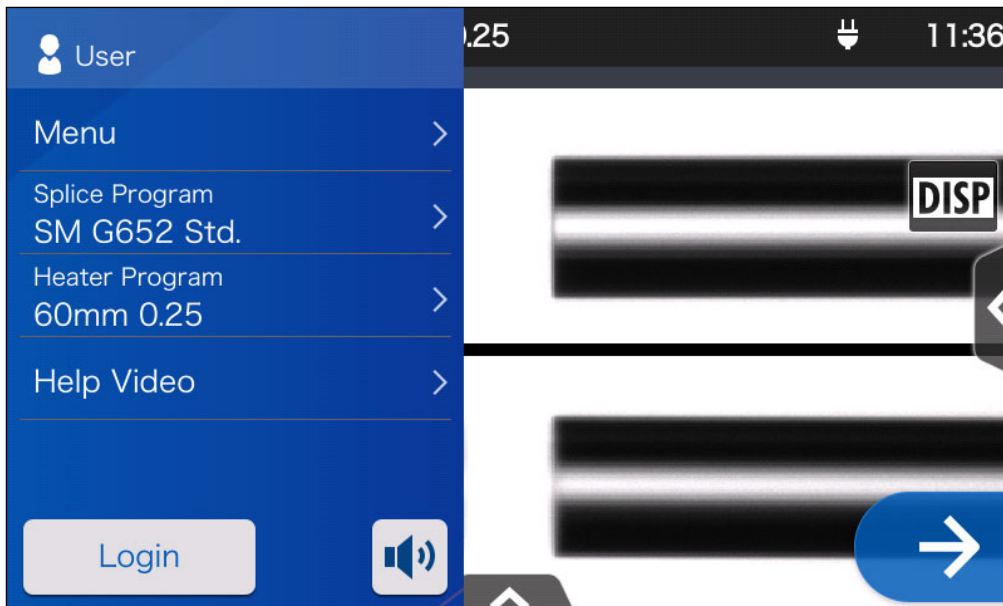 User
.25
11:36
Menu
Splice Program
SM G652 Std.
DISP
Heater Program
60mm 0.25
Help Video
Login